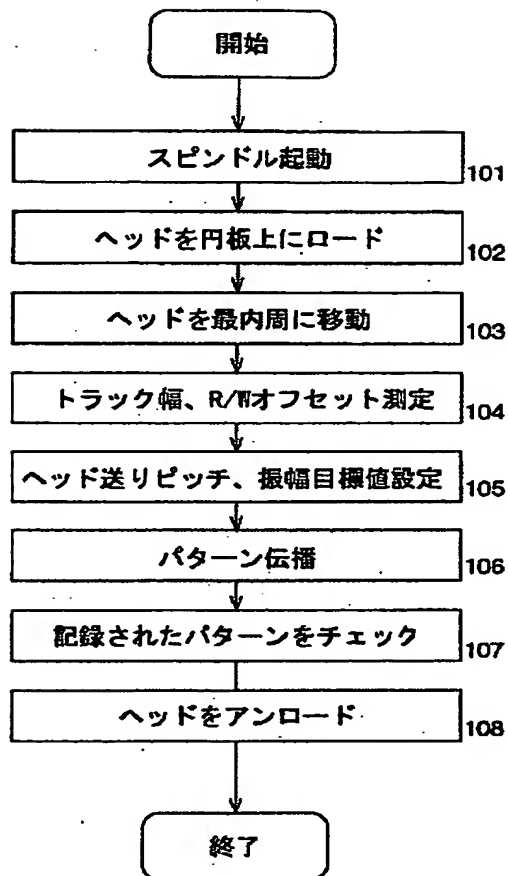 開始
スピンドル起動
101
ヘッドを円板上にロード
102
ヘッドを最内周に移動
103
トラック幅、R/Wオフセット測定
104
ヘッド送りピッチ、振幅目標値設定
105
パターン伝播
106
記録されたパターンをチェック
107
ヘッドをアンロード
108
終了